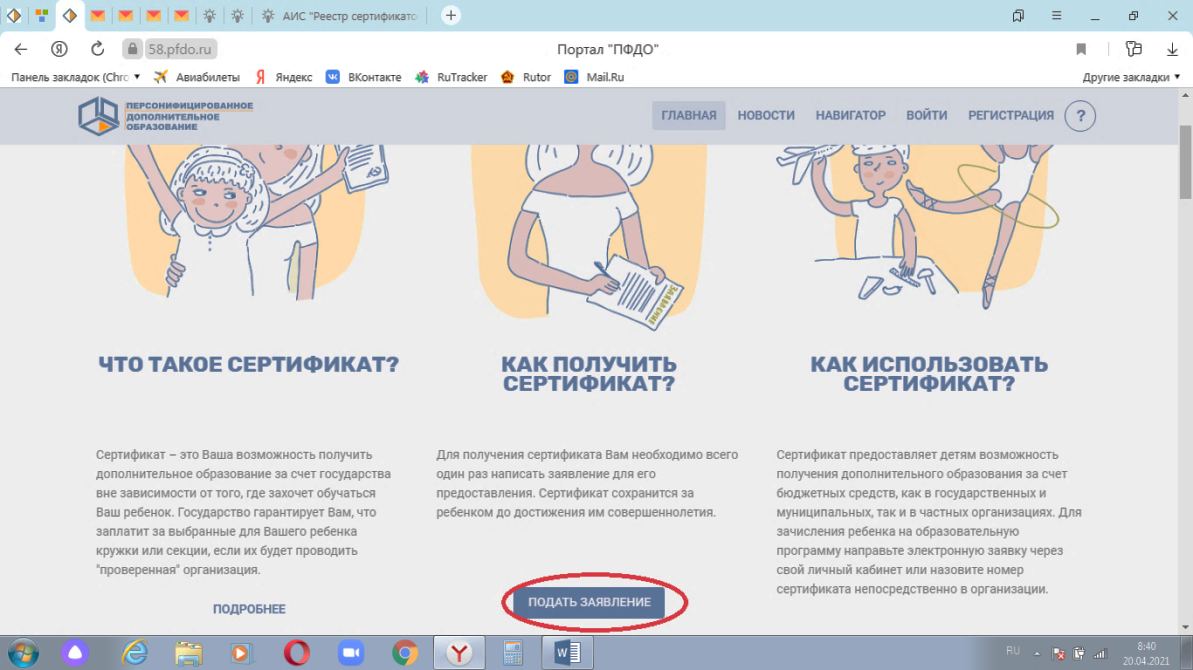 АИС "Реестр сертификато
58.pfdo.ru
Портал "ПФДО"
Панель закладок (Chro
Авиабилеты
Яндекс
ВКонтакте
RuTracker
Rutor
Mail.Ru
Другие закладки
ПЕРСОНИФИЦИРОВАННОЕ
ДОПОЛНИТЕЛЬНОЕ
ОБРАЗОВАНИЕ
ГЛАВНАЯ
НОВОСТИ
НАВИГАТОР
ВОЙТИ
РЕГИСТРАЦИЯ
?
ЗАЯВЛЕНИЕ
ЧТО ТАКОЕ СЕРТИФИКАТ?
Сертификат – это Ваша возможность получить
дополнительное образование за счет государства
вне зависимости от того, где захочет обучаться
Ваш ребенок. Государство гарантирует Вам, что
заплатит за выбранные для Вашего ребенка
кружки или секции, если их будет проводить
"проверенная" организация.
ПОДРОБНЕЕ
КАК ПОЛУЧИТЬ
СЕРТИФИКАТ?
Для получения сертификата Вам необходимо всего
один раз написать заявление для его
предоставления. Сертификат сохранится за
ребенком до достижения им совершеннолетия.
ПОДАТЬ ЗАЯВЛЕНИЕ
КАК ИСПОЛЬЗОВАТЬ
СЕРТИФИКАТ?
Сертификат предоставляет детям возможность
получения дополнительного образования за счет
бюджетных средств, как в государственных и
муниципальных, так и в частных организациях. Для
зачисления ребенка на образовательную
программу направьте электронную заявку через
свой личный кабинет или назовите номер
сертификата непосредственно в организации.
RU
8:40
20.04.2021